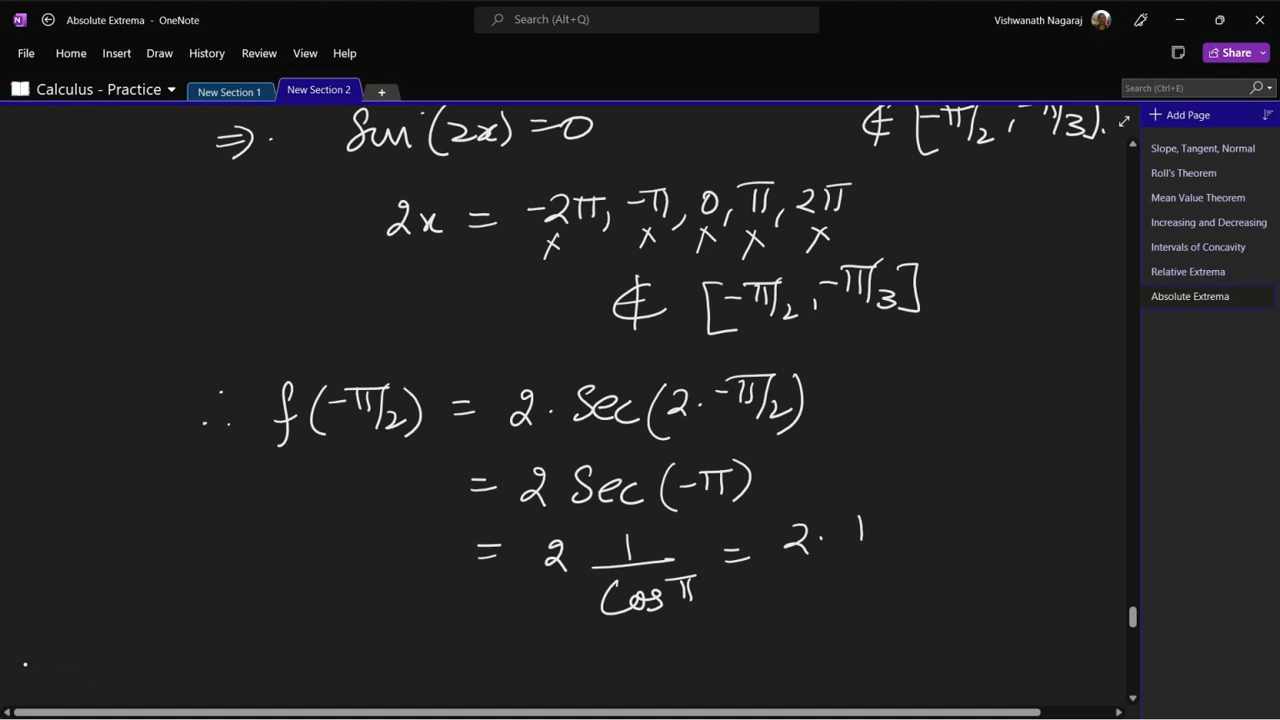 Absolute Extrema - OneNote
Search (Alt+Q)
Vishwanath Nagaraj
File Home Insert Draw History Review View Help
Share
Calculus - Practice
New Section 1
New Section 2
+
Search (Ctrl+E)
Add Page
Slope, Tangent, Normal
Roll's Theorem
Mean Value Theorem
Increasing and Decreasing
Intervals of Concavity
Relative Extrema
Absolute Extrema
⇒ Sin(2x) = 0 ∉ [-π/2, -π/3].
2x = -2π, -π, 0, π, 2π
x x x x x
∉ [-π/2, -π/3]
∴ f(-π/2) = 2. Sec(2.-π/2)
= 2 Sec(-π)
= 2 1/Cosπ = 2. 1